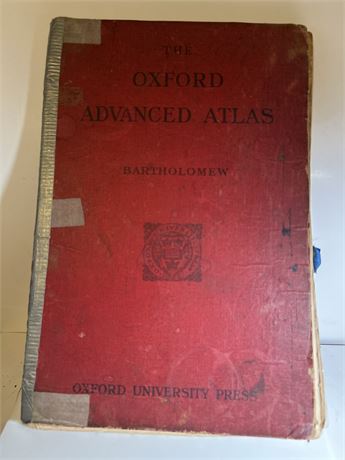 THE
OXFORD
ADVANCED ATLAS
BARTHOLOMEW
OXFORD UNIVERSITY PRESS